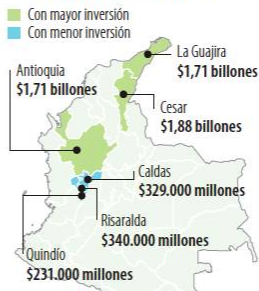 Con mayor inversión
Con menor inversión
La Guajira
$1,71 billones
Antioquia
$1,71 billones
Cesar
$1,88 billones
Caldas
$329.000 millones
Risaralda
$340.000 millones
Quindío
$231.000 millones